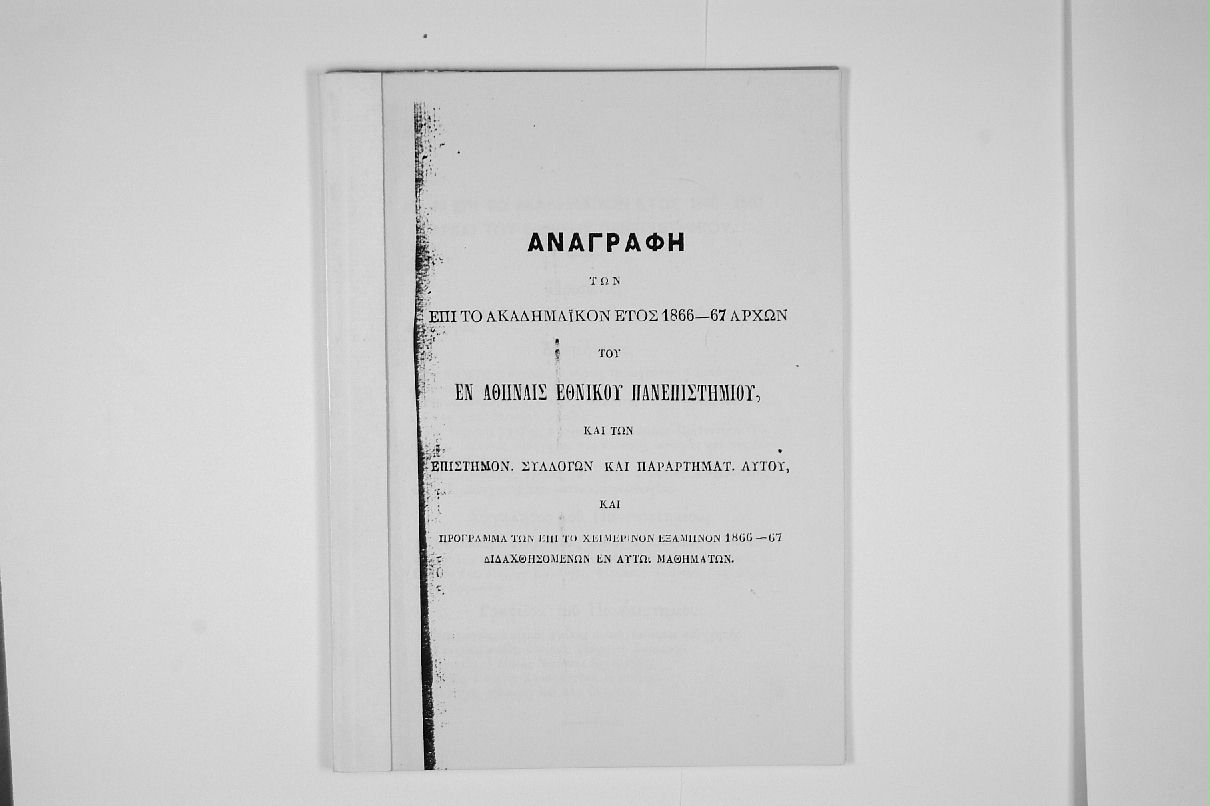 ΑΝΑΓΡΑΦΗ
ΤΩΝ
ΕΠΙ ΤΟ ΑΚΑΔΗΜΑΪΚΟΝ ΕΤΟΣ 1866—67 ΑΡΧΩΝ
ΤΟΥ
ΕΝ ΑΘΗΝΑΙΣ ΕΘΝΙΚΟΥ ΠΑΝΕΠΙΣΤΗΜΙΟΥ,
ΚΑΙ ΤΩΝ
ΕΠΙΣΤΗΜΟΝ. ΣΥΛΛΟΓΩΝ ΚΑΙ ΠΑΡΑΡΤΗΜΑΤ. ΑΥΤΟΥ,
ΚΑΙ
ΠΡΟΓΡΑΜΜΑ ΤΩΝ ΕΠΙ ΤΟ ΧΕΙΜΕΡΙΝΟΝ ΕΞΑΜΗΝΟΝ 1866—67
ΔΙΔΑΧΘΗΣΟΜΕΝΩΝ ΕΝ ΑΥΤΩι ΜΑΘΗΜΑΤΩΝ.